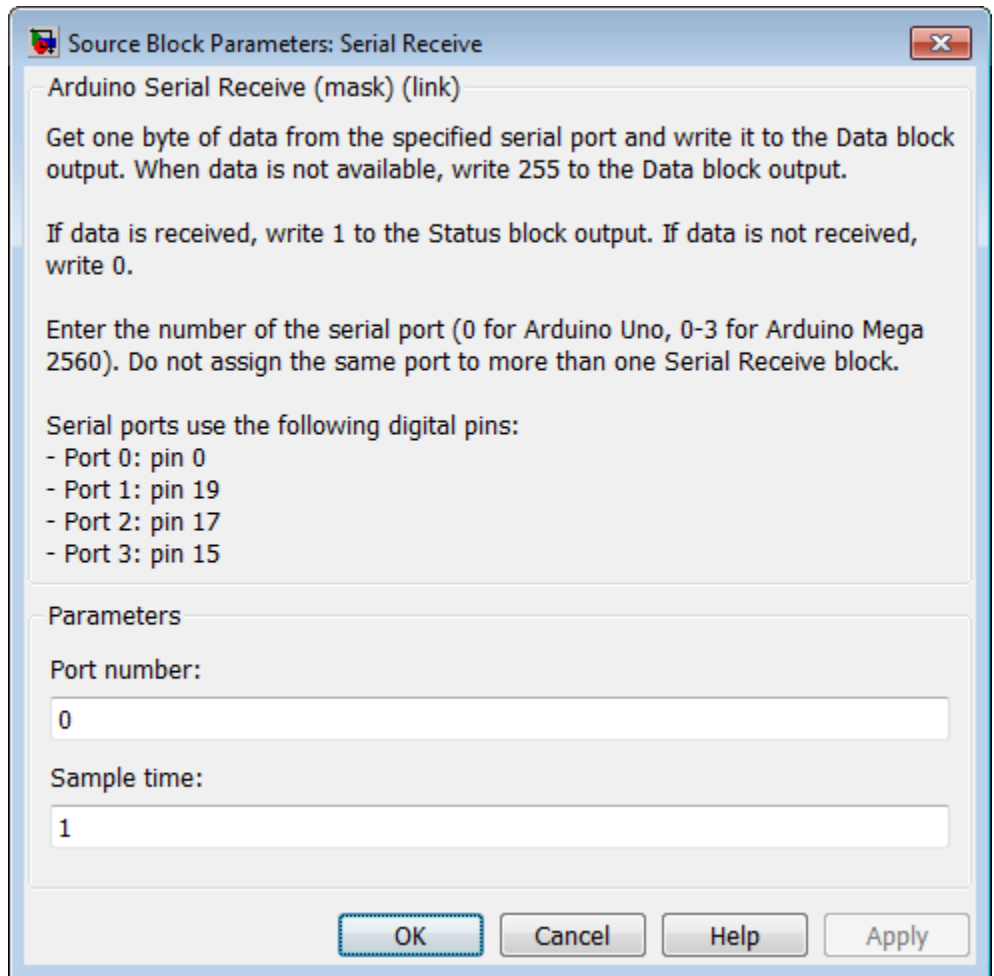 Source Block Parameters: Serial Receive
Arduino Serial Receive (mask) (link)
Get one byte of data from the specified serial port and write it to the Data block
output. When data is not available, write 255 to the Data block output.
If data is received, write 1 to the Status block output. If data is not received,
write 0.
Enter the number of the serial port (0 for Arduino Uno, 0-3 for Arduino Mega
2560). Do not assign the same port to more than one Serial Receive block.
Serial ports use the following digital pins:
- Port 0: pin 0
- Port 1: pin 19
- Port 2: pin 17
- Port 3: pin 15
Parameters
Port number:
0
Sample time:
1
OK Cancel Help Apply